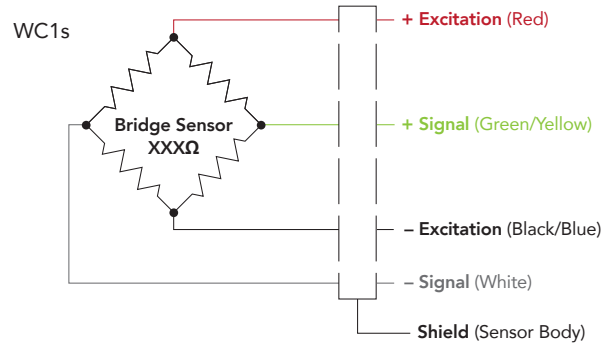 WC1s
+ Excitation (Red)
Bridge Sensor
XXXΩ
+ Signal (Green/Yellow)
– Excitation (Black/Blue)
– Signal (White)
Shield (Sensor Body)